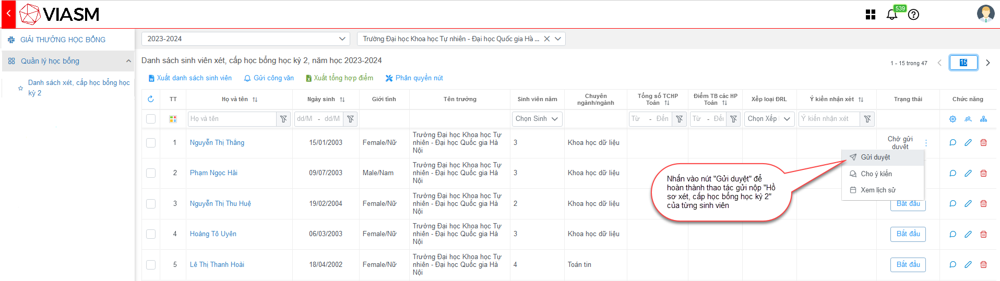 VIASM
539
GIẢI THƯỞNG HỌC BỔNG
Quản lý học bổng
Danh sách xét, cấp học bổng học
kỳ 2
2023-2024
Trường Đại học Khoa học Tự nhiên - Đại học Quốc gia Hà ...
Danh sách sinh viên xét, cấp học bổng học kỳ 2, năm học 2023-2024
1 - 15 trong 47
15
Xuất danh sách sinh viên
Gửi công văn
Xuất tổng hợp điểm
Phân quyền nút
TT
Họ và tên
Ngày sinh
Giới tính
Tên trường
Sinh viên năm
Chuyên
ngành/ngành
Tổng số TCHP
Toán
Điểm TB các HP
Toán
Xếp loại ĐRL
Ý kiến nhận xét
Trạng thái
Chức năng
Họ và tên
dd/M - dd/M
Chọn Sinh
Từ - Đến
Từ - Đến
Chọn Xếp
Ý kiến nhận xét
1
Nguyễn Thị Thắng
15/01/2003
Female/Nữ
Trường Đại học Khoa học Tự
nhiên - Đại học Quốc gia Hà
Nội
3
Khoa học dữ liệu
Chờ gửi
duyệt
Gửi duyệt
Cho ý kiến
Xem lịch sử
2
Phạm Ngọc Hải
09/07/2003
Male/Nam
Trường Đại học Khoa học Tự
nhiên - Đại học Quốc gia Hà
Nội
3
Khoa học dữ liệu
Nhấn vào nút "Gửi duyệt" để
hoàn thành thao tác gửi nộp "Hồ
sơ xét, cấp học bổng học kỳ 2"
của từng sinh viên
3
Nguyễn Thị Thu Huệ
19/02/2004
Female/Nữ
Trường Đại học Khoa học Tự
nhiên - Đại học Quốc gia Hà
Nội
2
Khoa học dữ liệu
Bắt đầu
4
Hoàng Tô Uyên
06/03/2003
Female/Nữ
Trường Đại học Khoa học Tự
nhiên - Đại học Quốc gia Hà
Nội
3
Khoa học dữ liệu
Bắt đầu
5
Lê Thị Thanh Hoài
18/04/2002
Female/Nữ
Trường Đại học Khoa học Tự
nhiên - Đại học Quốc gia Hà
Nội
4
Toán tin
Bắt đầu